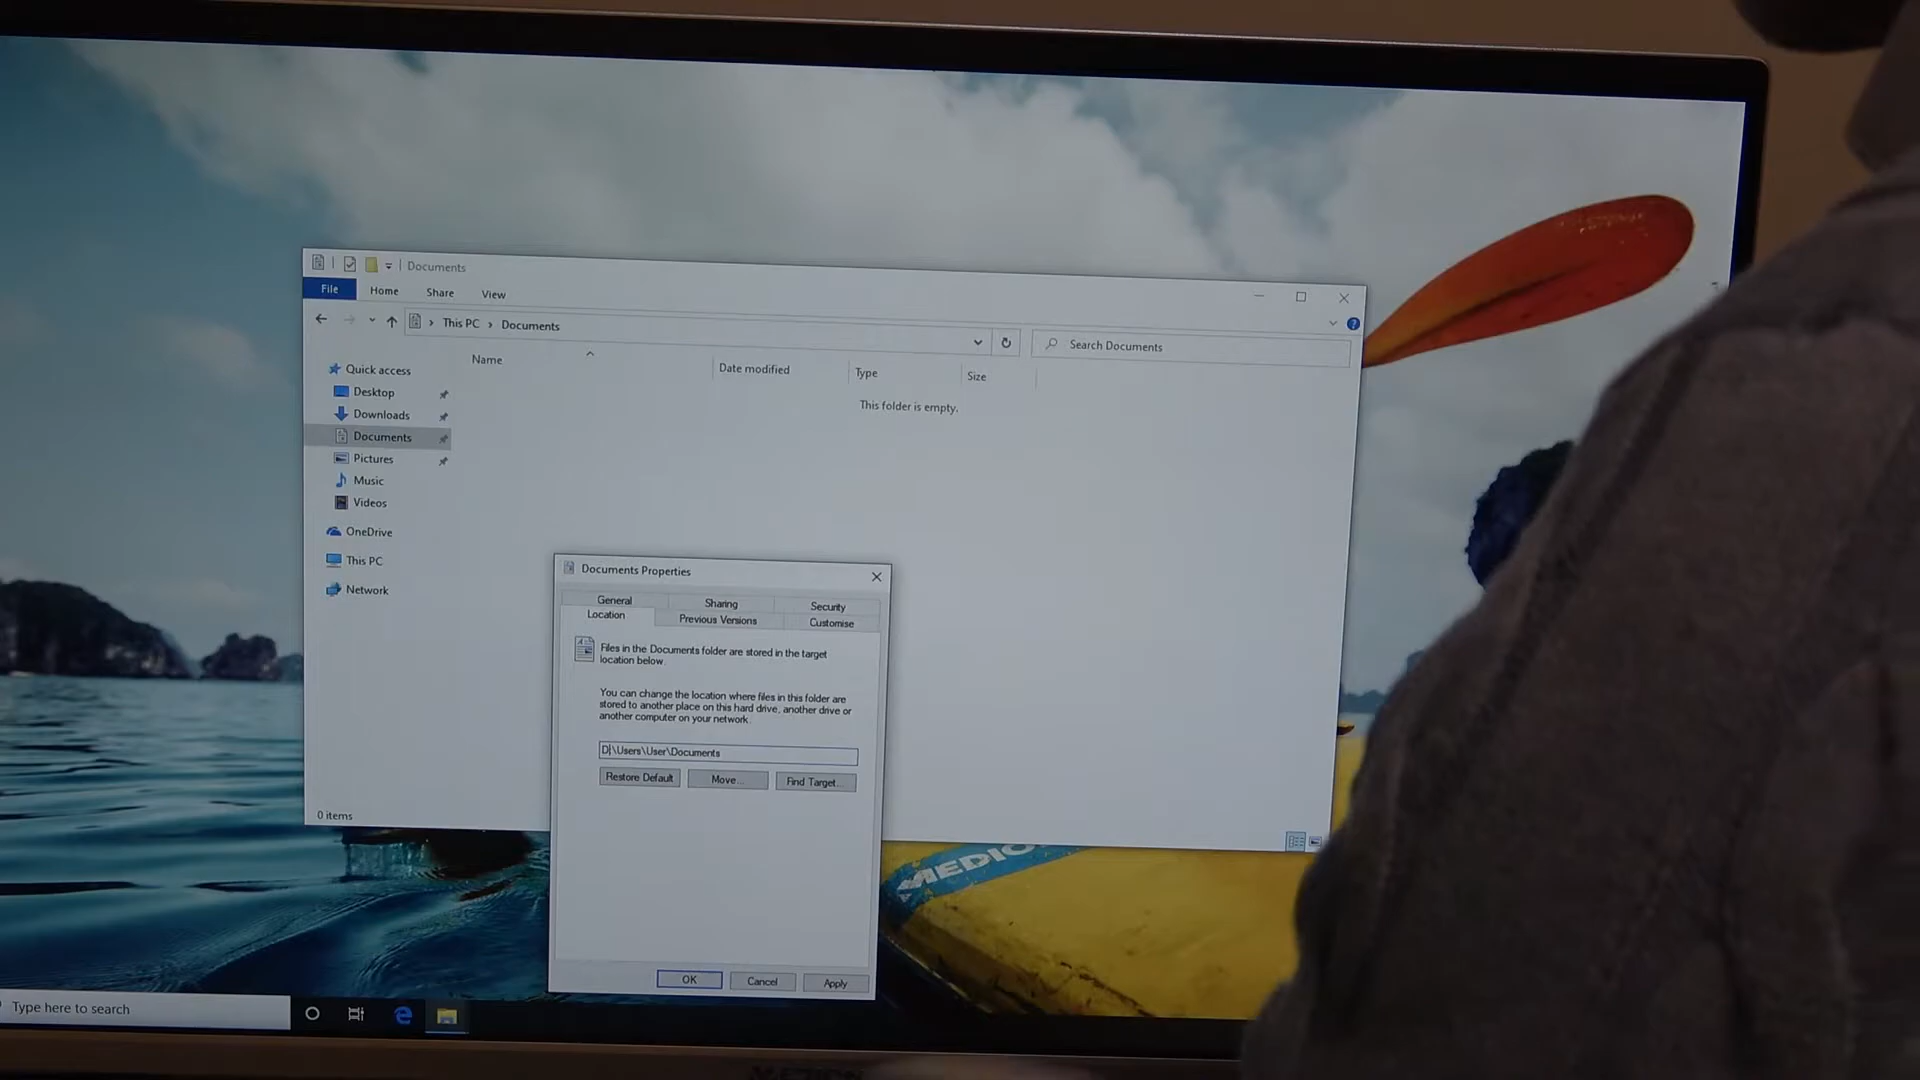 Documents
File Home Share View
This PC › Documents
Search Documents
Name Date modified Type Size
This folder is empty.
Quick access
Desktop
Downloads
Documents
Pictures
Music
Videos
OneDrive
This PC
Network
0 items
Documents Properties
General Sharing Security
Location Previous Versions Customise
Files in the Documents folder are stored in the target
location below.
You can change the location where files in this folder are
stored to another place on this hard drive, another drive or
another computer on your network.
D:\Users\User\Documents
Restore Default Move... Find Target...
OK Cancel Apply
MEDION
Type here to search